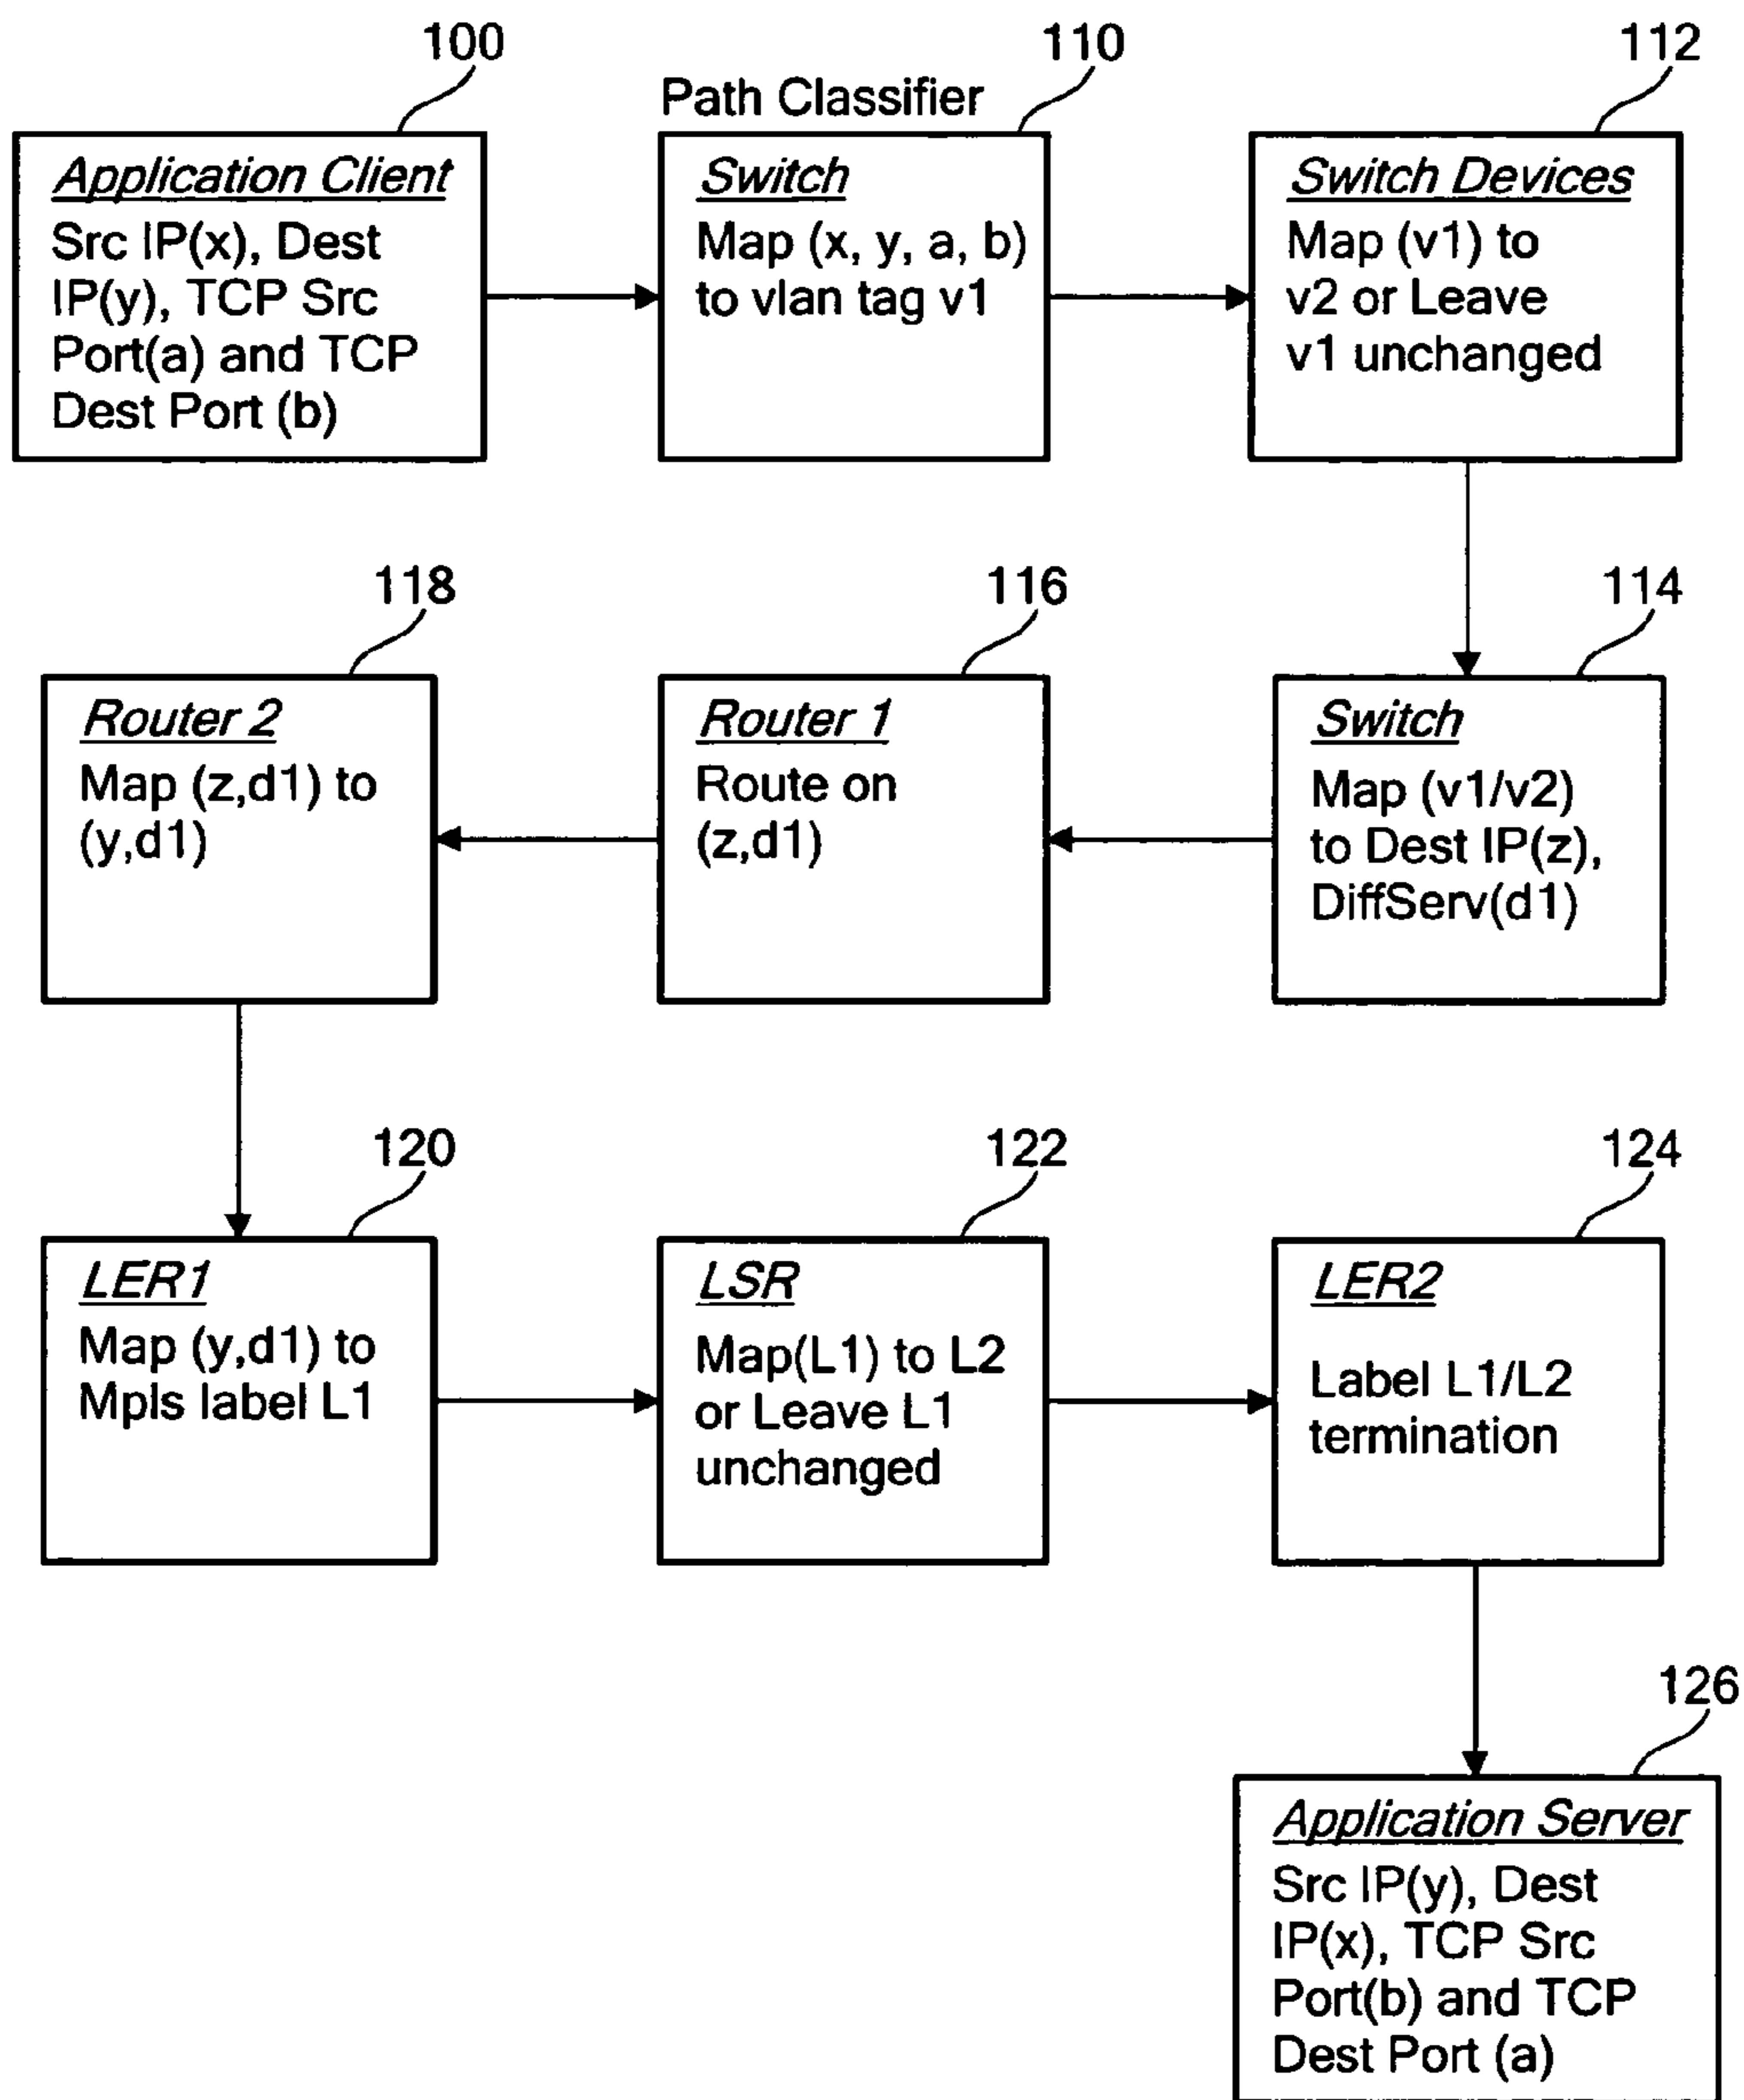 100
110
112
Path Classifier
Application Client
Src IP(x), Dest
IP(y), TCP Src
Port(a) and TCP
Dest Port (b)
Switch
Map (x, y, a, b)
to vlan tag v1
Switch Devices
Map (v1) to
v2 or Leave
v1 unchanged
118
116
114
Router 2
Map (z,d1) to
(y,d1)
Router 1
Route on
(z,d1)
Switch
Map (v1/v2)
to Dest IP(z),
DiffServ(d1)
120
122
124
LER1
Map (y,d1) to
Mpls label L1
LSR
Map(L1) to L2
or Leave L1
unchanged
LER2
Label L1/L2
termination
126
Application Server
Src IP(y), Dest
IP(x), TCP Src
Port(b) and TCP
Dest Port (a)